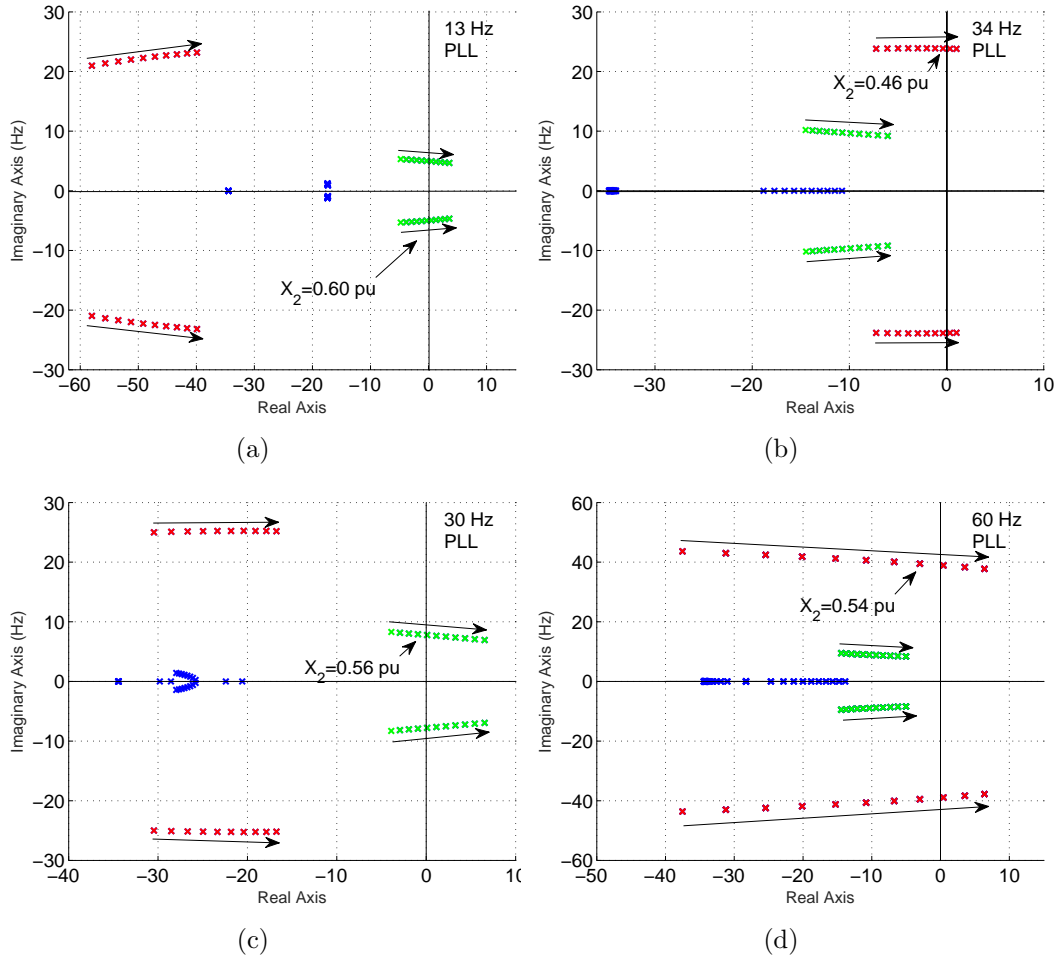 30
20
10
0
−10
−20
−30
−60 −50 −40 −30 −20 −10 0 10
Real Axis
Imaginary Axis (Hz)
13 Hz
PLL
X2=0.60 pu
(a)
30
20
10
0
−10
−20
−30
−30 −20 −10 0 10
Real Axis
Imaginary Axis (Hz)
34 Hz
PLL
X2=0.46 pu
(b)
30
20
10
0
−10
−20
−30
−40 −30 −20 −10 0
Real Axis
Imaginary Axis (Hz)
30 Hz
PLL
X2=0.56 pu
(c)
60
40
20
0
−20
−40
−60
−50 −40 −30 −20 −10 0 10
Real Axis
Imaginary Axis (Hz)
60 Hz
PLL
X2=0.54 pu
(d)